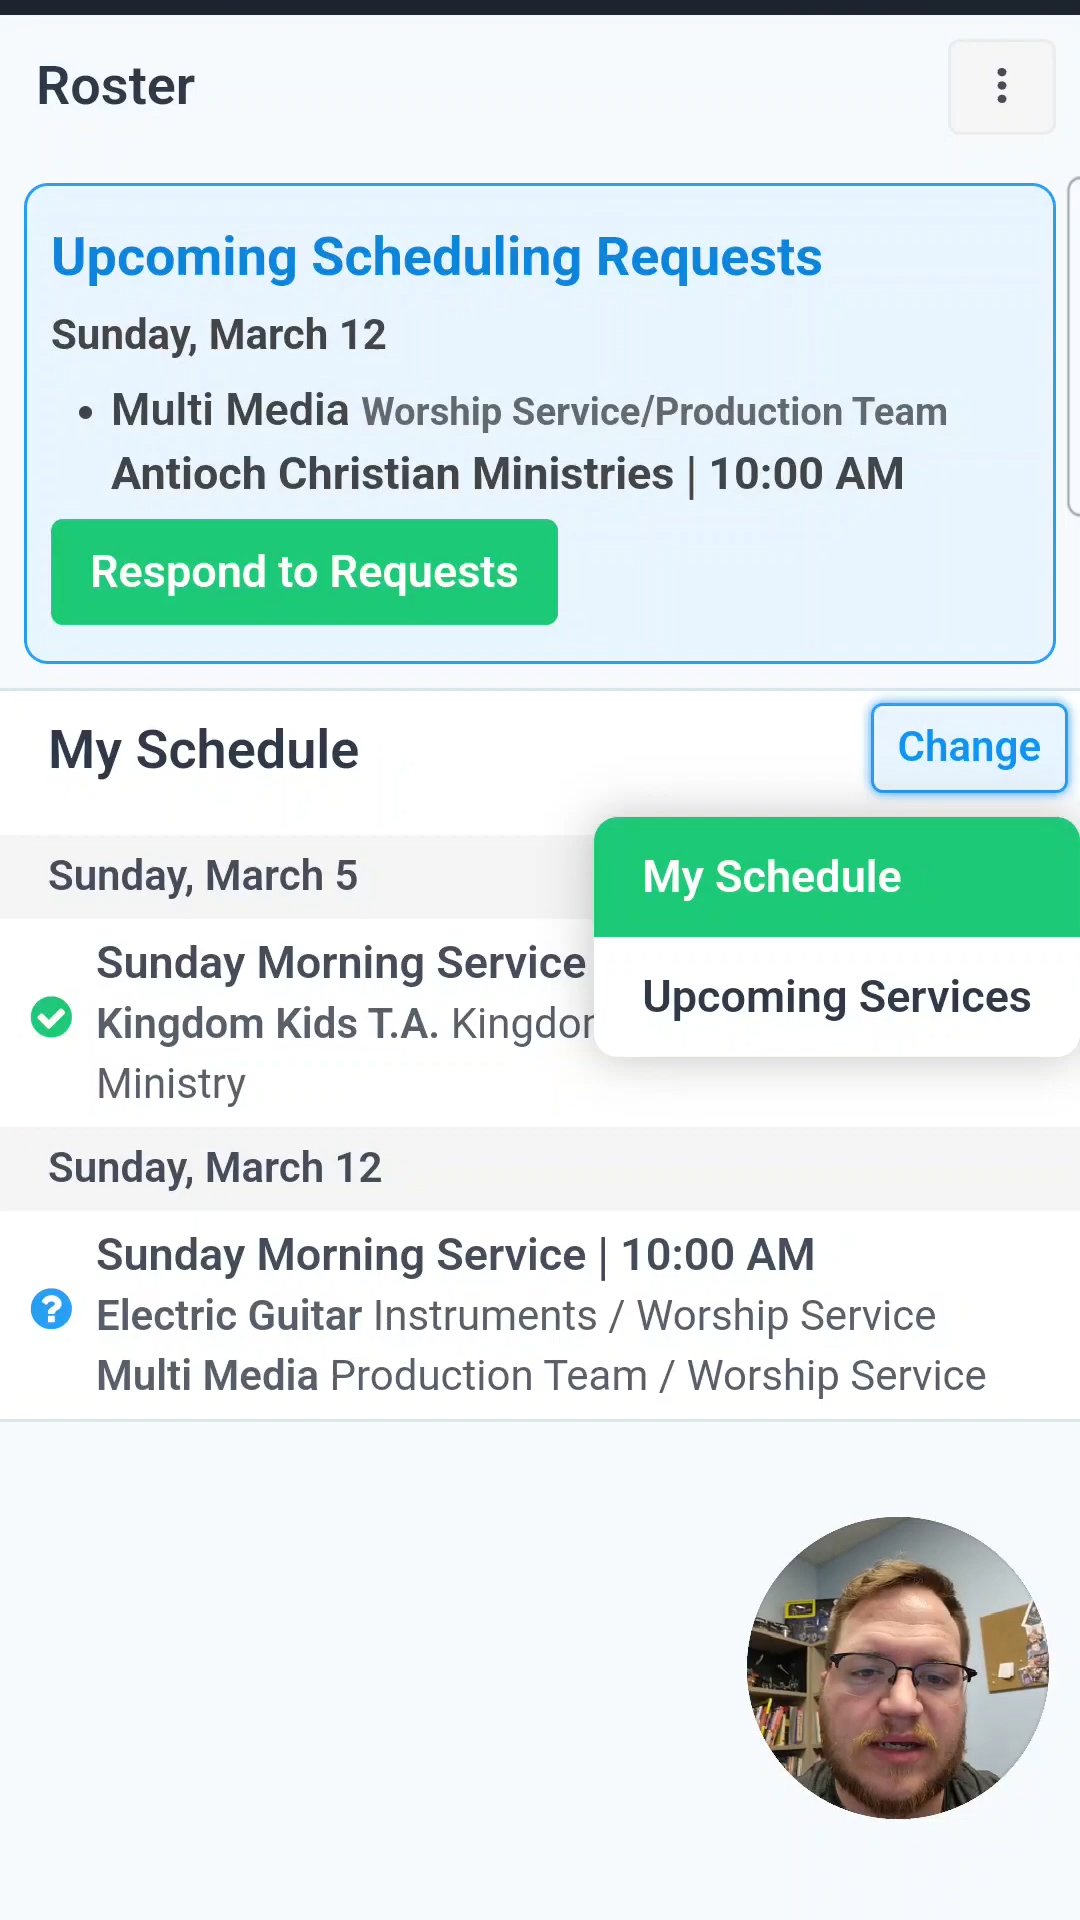 Roster
Upcoming Scheduling Requests
Sunday, March 12
• Multi Media Worship Service/Production Team
Antioch Christian Ministries | 10:00 AM
Respond to Requests
My Schedule
Change
My Schedule
Upcoming Services
Sunday, March 5
Sunday Morning Service
Kingdom Kids T.A.
Ministry
Sunday, March 12
Sunday Morning Service | 10:00 AM
Electric Guitar Instruments / Worship Service
Multi Media Production Team / Worship Service